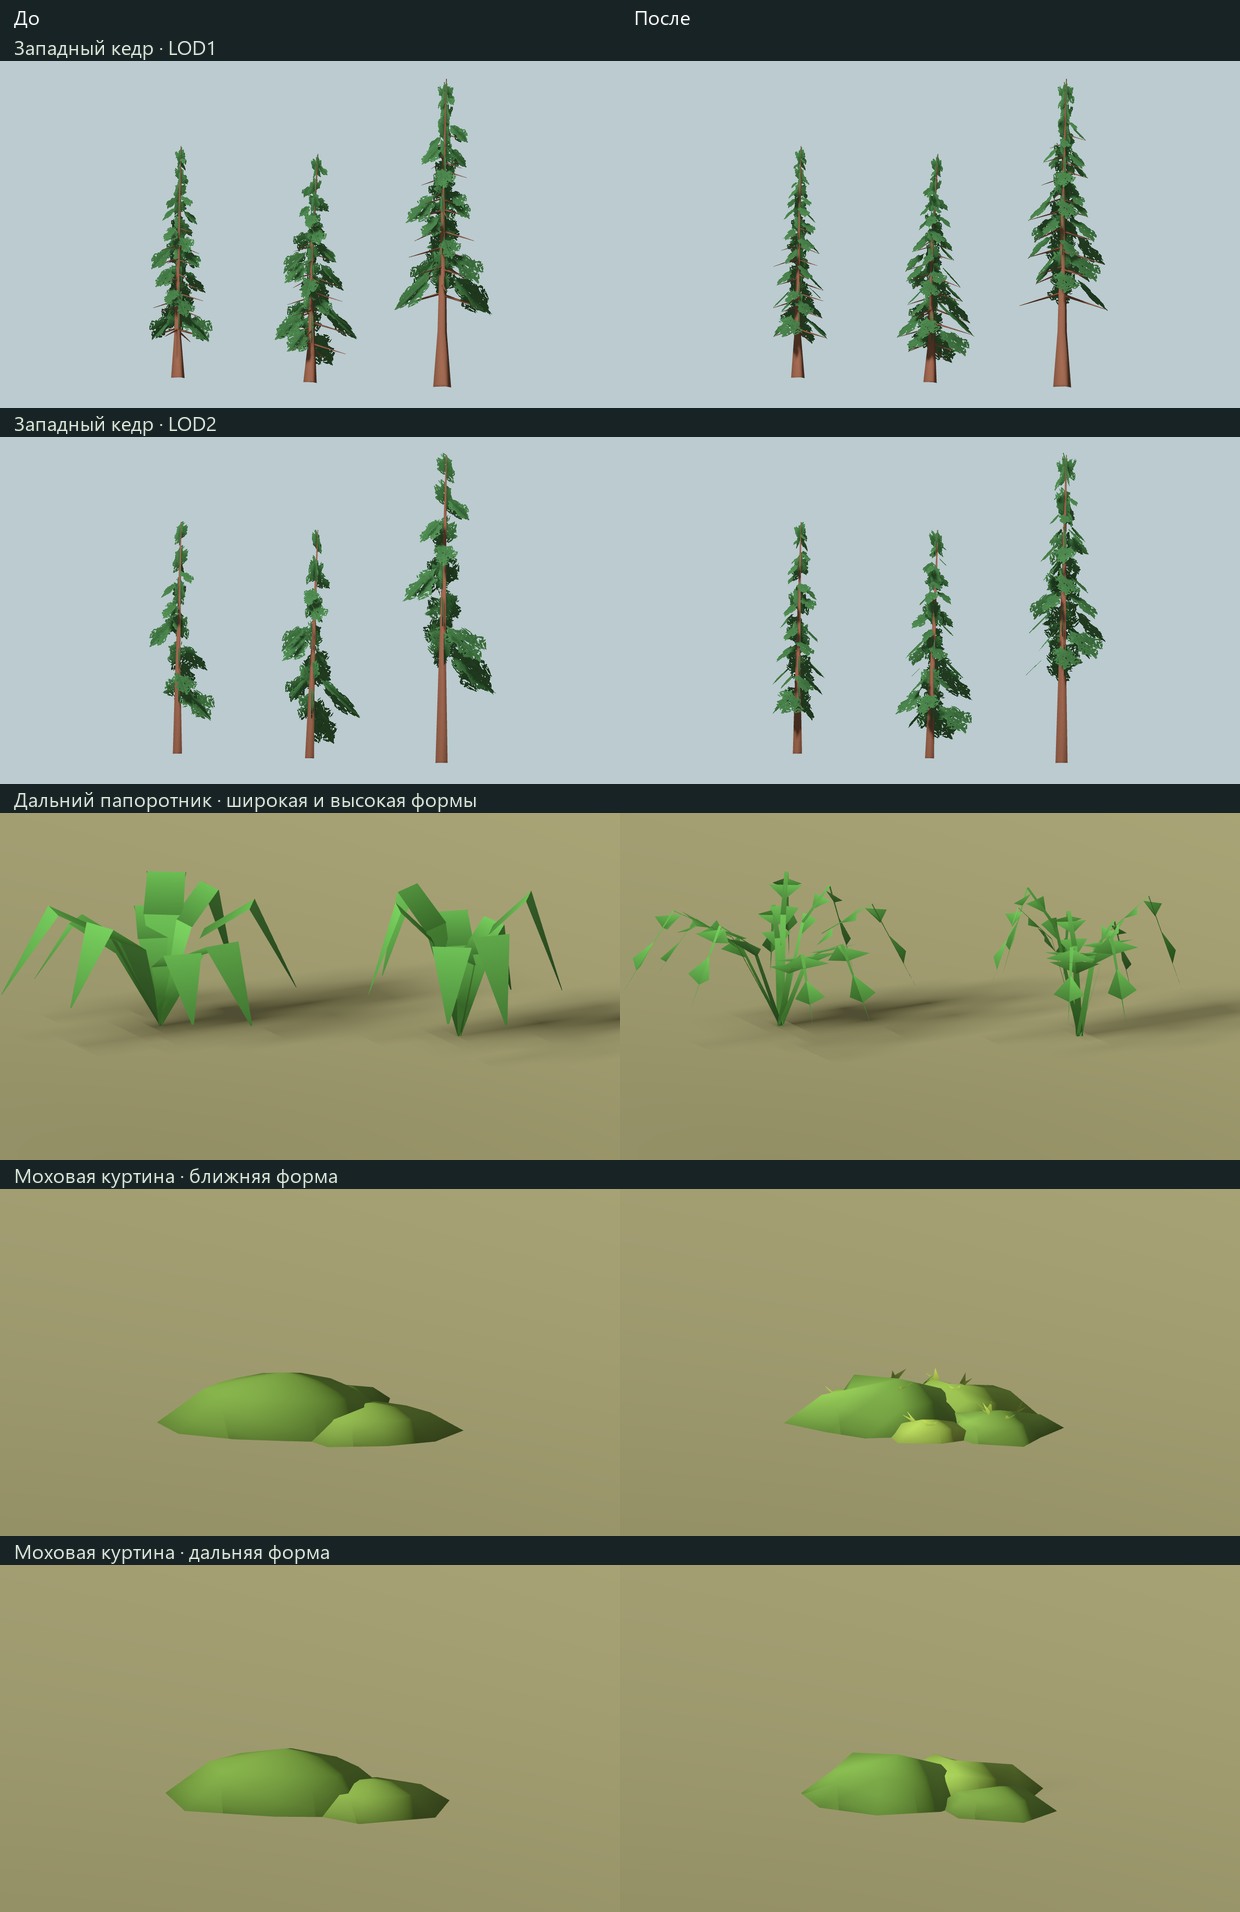 До
После
Западный кедр · LOD1
Западный кедр · LOD2
Дальний папоротник · широкая и высокая формы
Моховая куртина · ближняя форма
Моховая куртина · дальняя форма